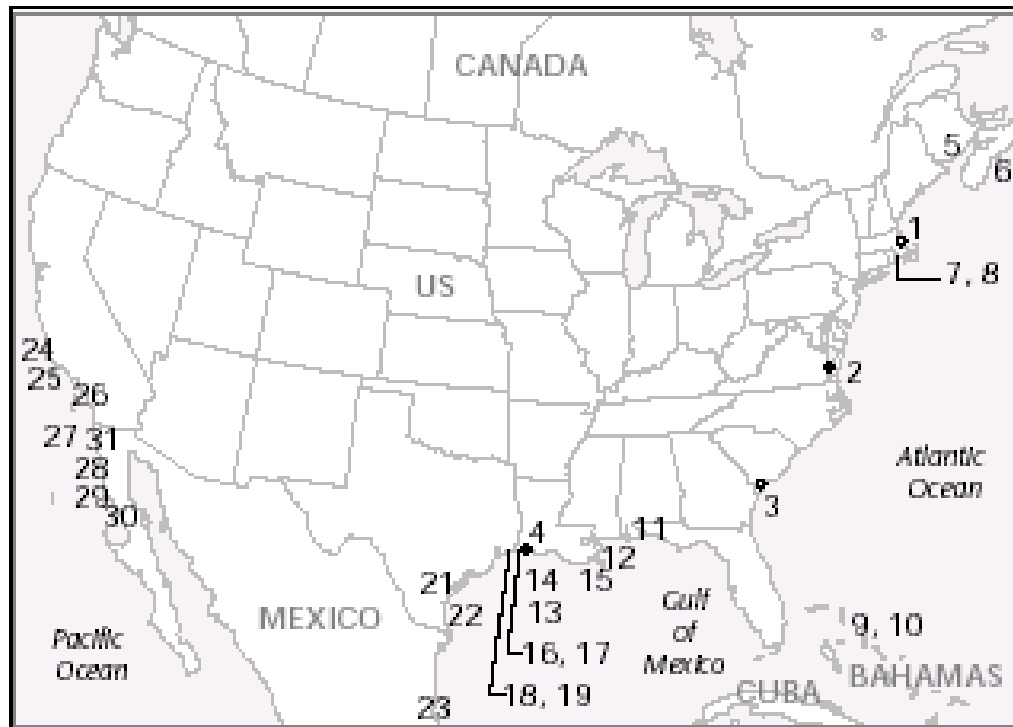 CANADA
5
6
1
7, 8
US
24
25
26
2
27
31
28
29
30
Atlantic
Ocean
3
4
11
12
21
14
15
22
13
Gulf
of
Mexico
MEXICO
9, 10
Pacific
Ocean
16, 17
18, 19
23
CUBA
BAHAMAS